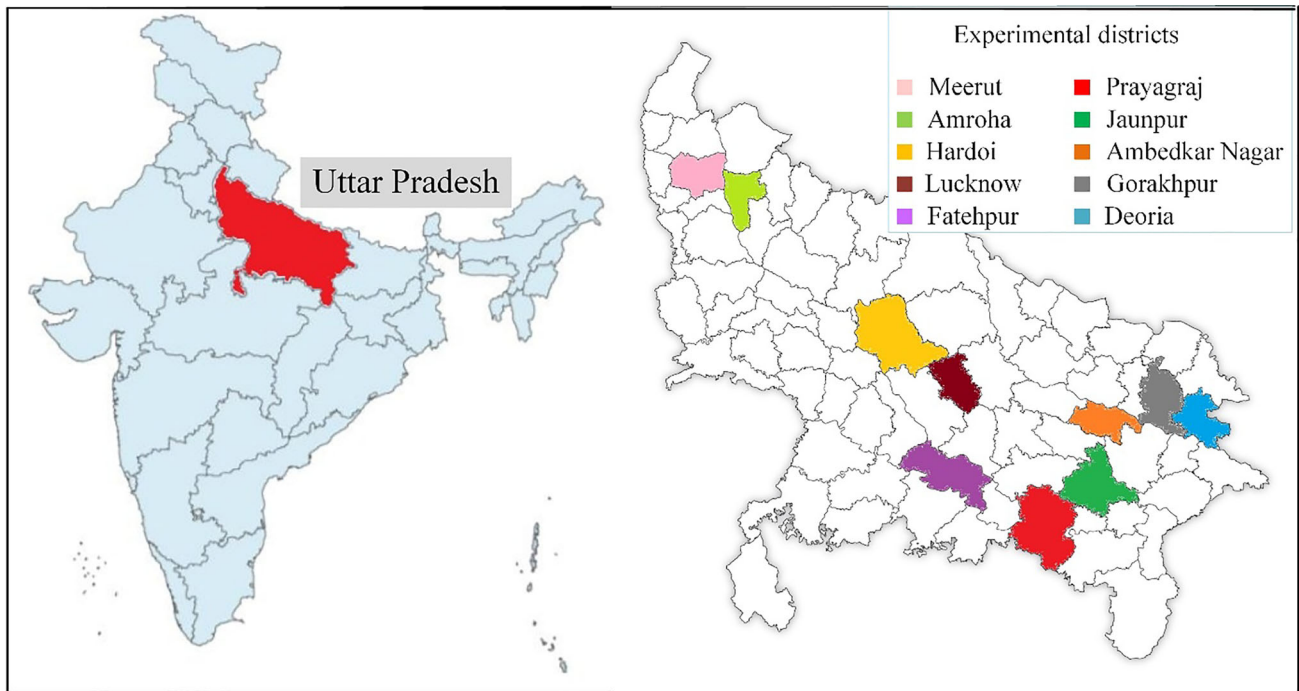 Uttar Pradesh
Experimental districts
Meerut
Amroha
Hardoi
Lucknow
Fatehpur
Prayagraj
Jaunpur
Ambedkar Nagar
Gorakhpur
Deoria